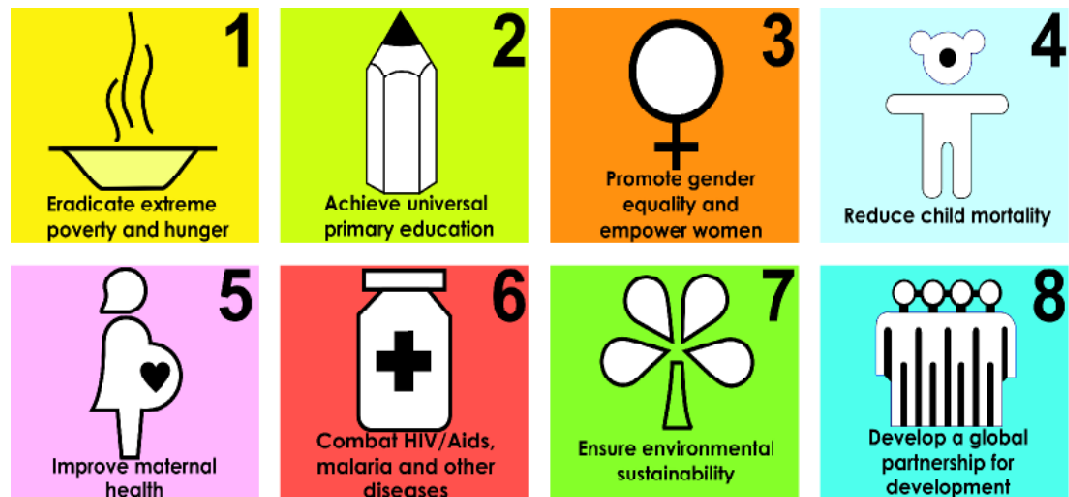 1
Eradicate extreme
poverty and hunger
2
Achieve universal
primary education
3
Promote gender
equality and
empower women
4
Reduce child mortality
5
Improve maternal
health
6
Combat HIV/Aids,
malaria and other
diseases
7
Ensure environmental
sustainability
8
Develop a global
partnership for
development